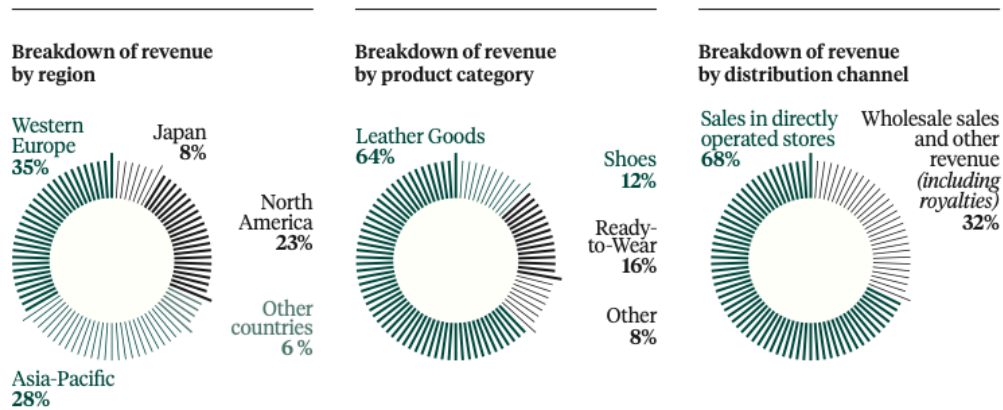 Breakdown of revenue
by region
Western
Europe
35%
Japan
8%
North
America
23%
Other
countries
6 %
Asia-Pacific
28%
Breakdown of revenue
by product category
Leather Goods
64%
Shoes
12%
Ready-
to-Wear
16%
Other
8%
Breakdown of revenue
by distribution channel
Sales in directly
operated stores
68%
Wholesale sales
and other
revenue
(including
royalties)
32%